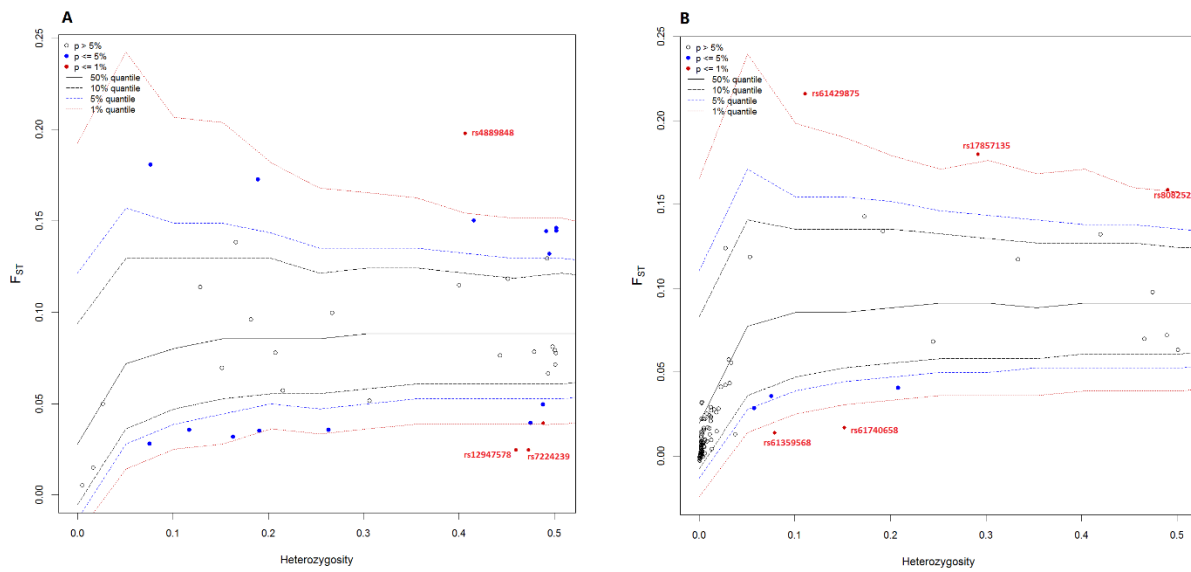 A
0.25
0.20
0.15
0.10
0.05
0.00
FST
p > 5%
p <= 5%
p <= 1%
50% quantile
10% quantile
5% quantile
1% quantile
rs4889848
rs12947578
rs7224239
0.0
0.1
0.2
0.3
0.4
0.5
Heterozygosity
B
0.25
0.20
0.15
0.10
0.05
0.00
FST
p > 5%
p <= 5%
p <= 1%
50% quantile
10% quantile
5% quantile
1% quantile
rs61429875
rs17857135
rs808252
rs61359568
rs61740658
0.0
0.1
0.2
0.3
0.4
0.5
Heterozygosity